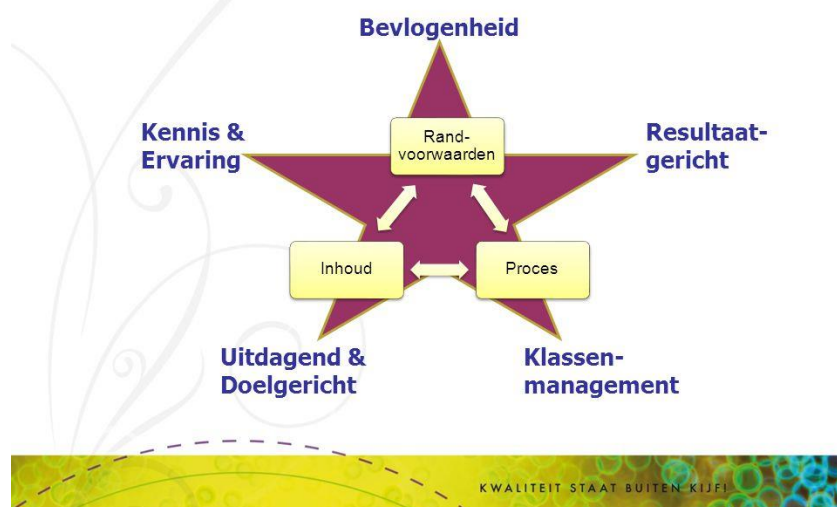 Bevlogenheid
Kennis &
Ervaring
Resultaat-
gericht
Rand-
voorwaarden
Inhoud
Proces
Uitdagend &
Doelgericht
Klassen-
management
KWALITEIT STAAT BUITEN KIJF!